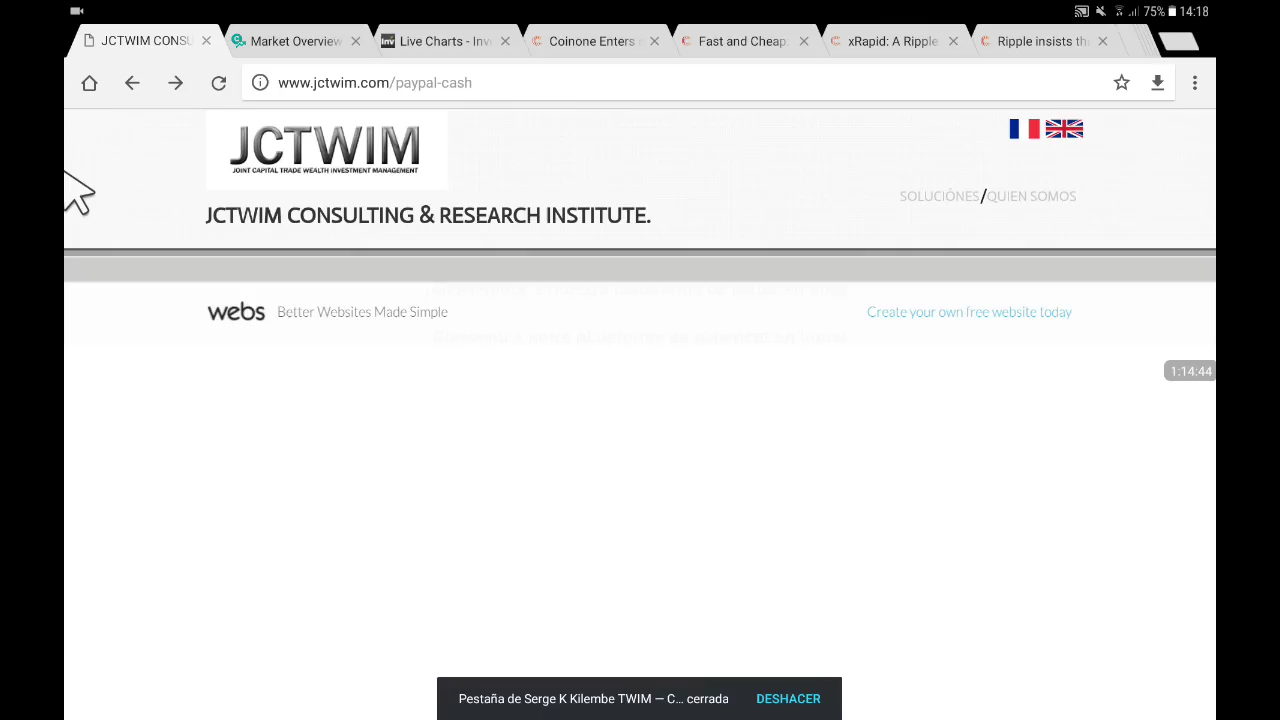 75% 14:18
JCTWIM CONSU Market Overview Live Charts - Inv Coinone Enters Fast and Cheap: xRapid: A Ripple Ripple insists th
www.jctwim.com/paypal-cash
JCTWIM
JOINT CAPITAL TRADE WEALTH INVESTMENT MANAGEMENT
SOLUCIÖNES/QUIEN SOMOS
JCTWIM CONSULTING & RESEARCH INSTITUTE.
webs Better Websites Made Simple Create your own free website today
1:14:44
Pestaña de Serge K Kilembe TWIM — C... cerrada DESHACER